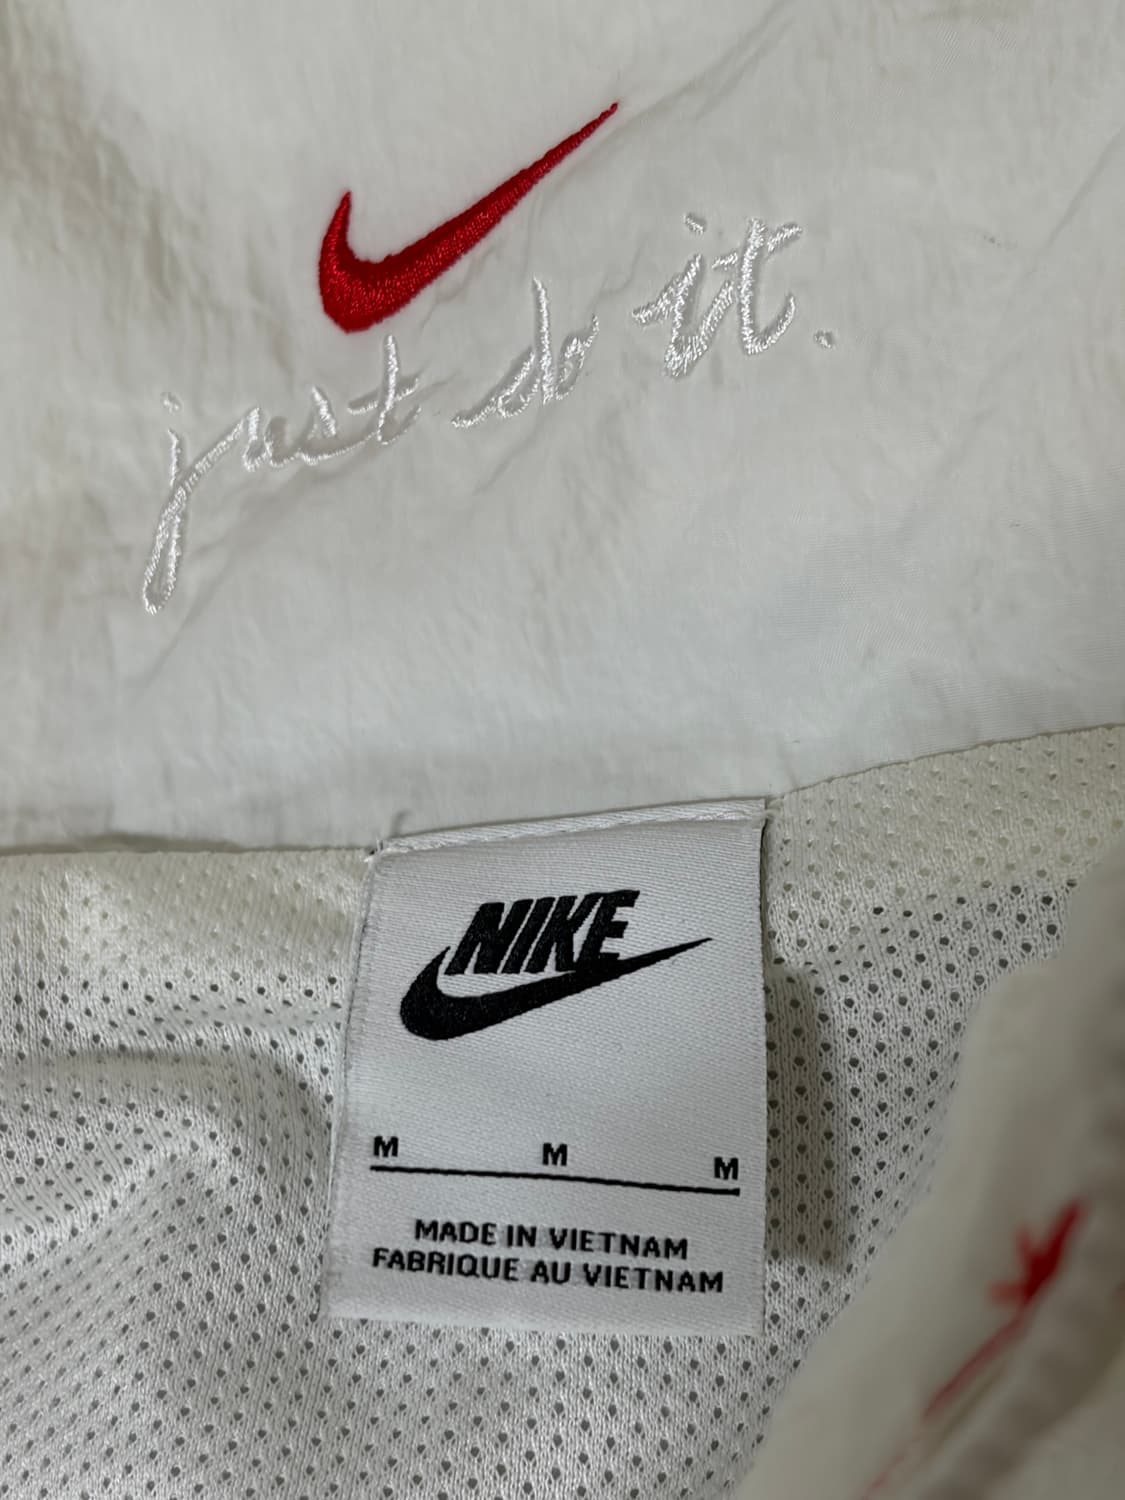 just do it.
NIKE
M M M
MADE IN VIETNAM
FABRIQUE AU VIETNAM